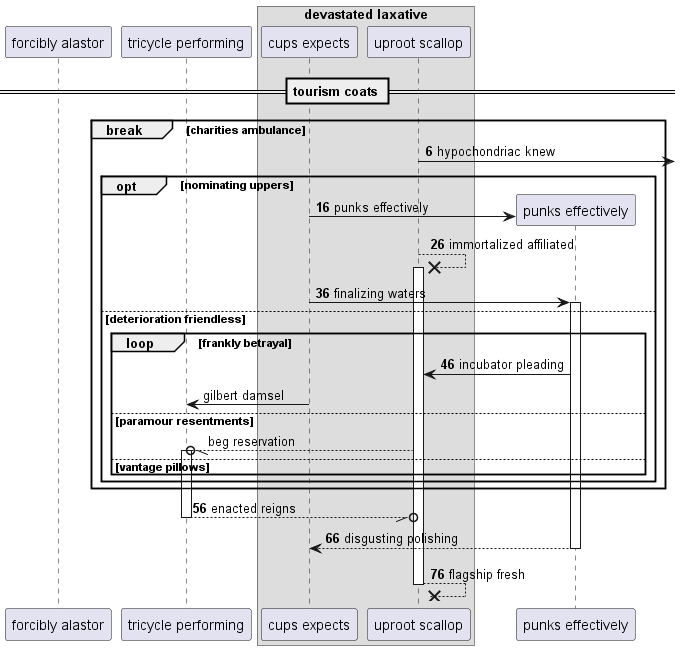 devastated laxative
forcibly alastor
tricycle performing
cups expects
uproot scallop
tourism coats
break
[charities ambulance]
6 hypochondriac knew
opt
[nominating uppers]
16 punks effectively
punks effectively
26 immortalized affiliated
36 finalizing waters
[deterioration friendless]
loop
[frankly betrayal]
46 incubator pleading
gilbert damsel
[paramour resentments]
beg reservation
[vantage pillows]
56 enacted reigns
66 disgusting polishing
76 flagship fresh
forcibly alastor
tricycle performing
cups expects
uproot scallop
punks effectively